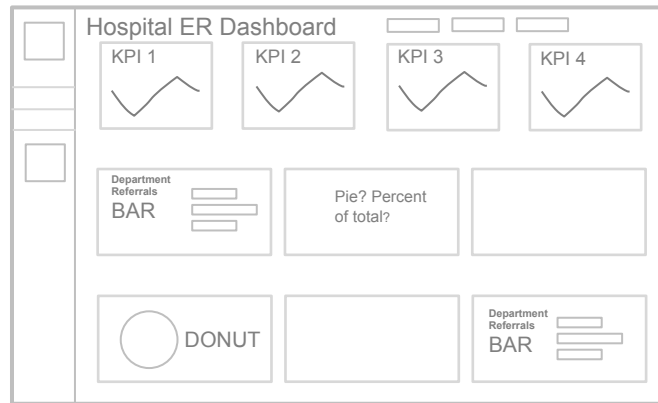 Hospital ER Dashboard
KPI 1
KPI 2
KPI 3
KPI 4
Department
Referrals
BAR
Pie? Percent
of total?
DONUT
Department
Referrals
BAR